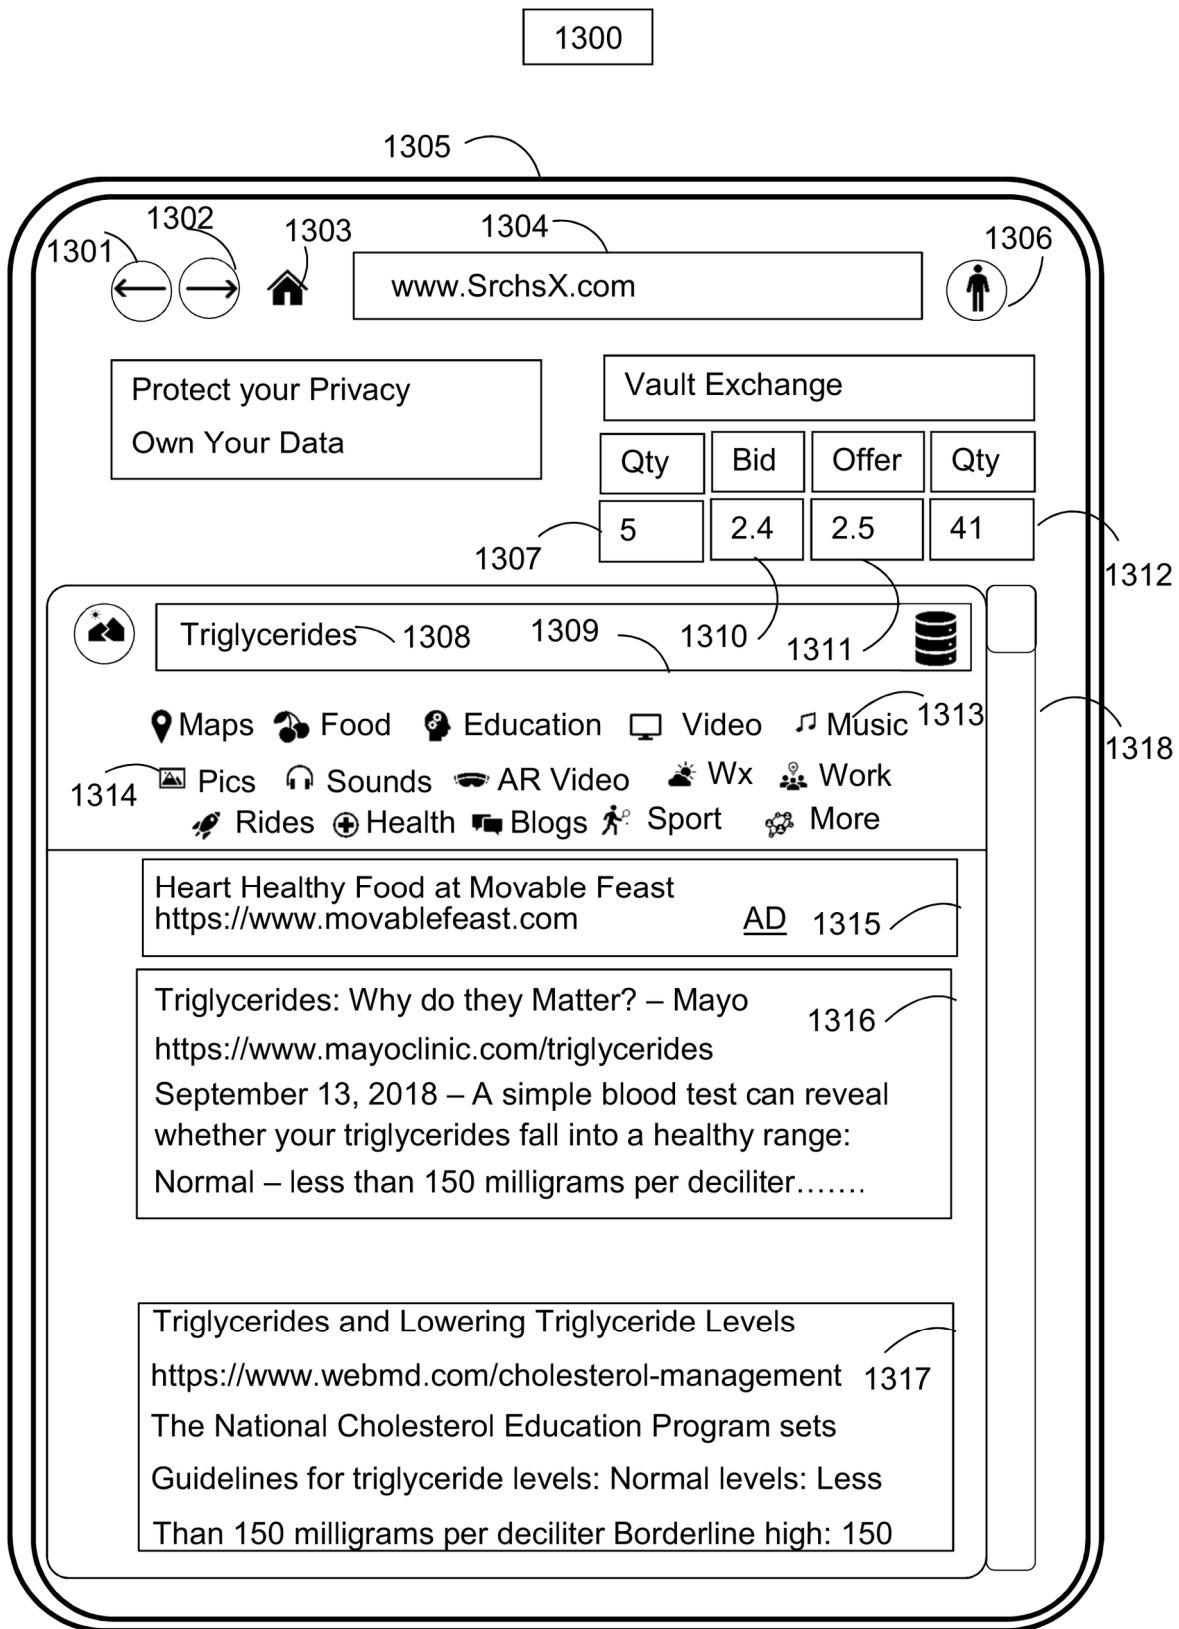 1300
1305
1301
1302
1303
1304
1306
www.SrchsX.com
Protect your Privacy
Own Your Data
Vault Exchange
Qty Bid Offer Qty
5 2.4 2.5 41
1307
1312
Triglycerides 1308 1309 1310 1311
Maps Food Education Video Music 1313
1318
1314 Pics Sounds AR Video Wx Work
Rides Health Blogs Sport More
Heart Healthy Food at Movable Feast
https://www.movablefeast.com AD 1315
Triglycerides: Why do they Matter? – Mayo
1316
https://www.mayoclinic.com/triglycerides
September 13, 2018 – A simple blood test can reveal
whether your triglycerides fall into a healthy range:
Normal – less than 150 milligrams per deciliter…….
Triglycerides and Lowering Triglyceride Levels
https://www.webmd.com/cholesterol-management 1317
The National Cholesterol Education Program sets
Guidelines for triglyceride levels: Normal levels: Less
Than 150 milligrams per deciliter Borderline high: 150